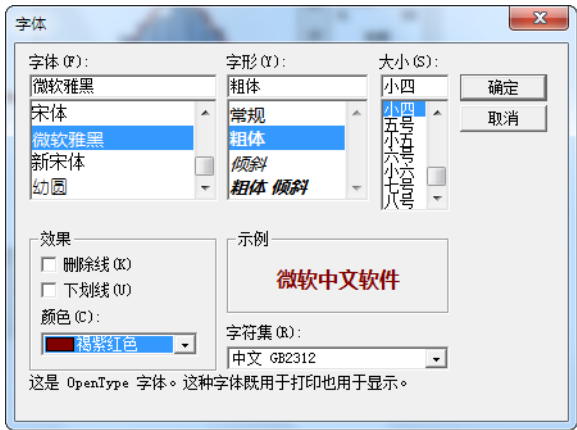 字体
字体(F):
字形(Y):
大小(S):
微软雅黑
粗体
小四
确定
宋体
微软雅黑
新宋体
幼圆
常规
粗体
倾斜
粗体 倾斜
小四
五号
小五
六号
小六
七号
八号
取消
效果
删除线(K)
下划线(U)
颜色(C):
褐紫红色
示例
微软中文软件
字符集(R):
中文 GB2312
这是 OpenType 字体。这种字体既用于打印也用于显示。